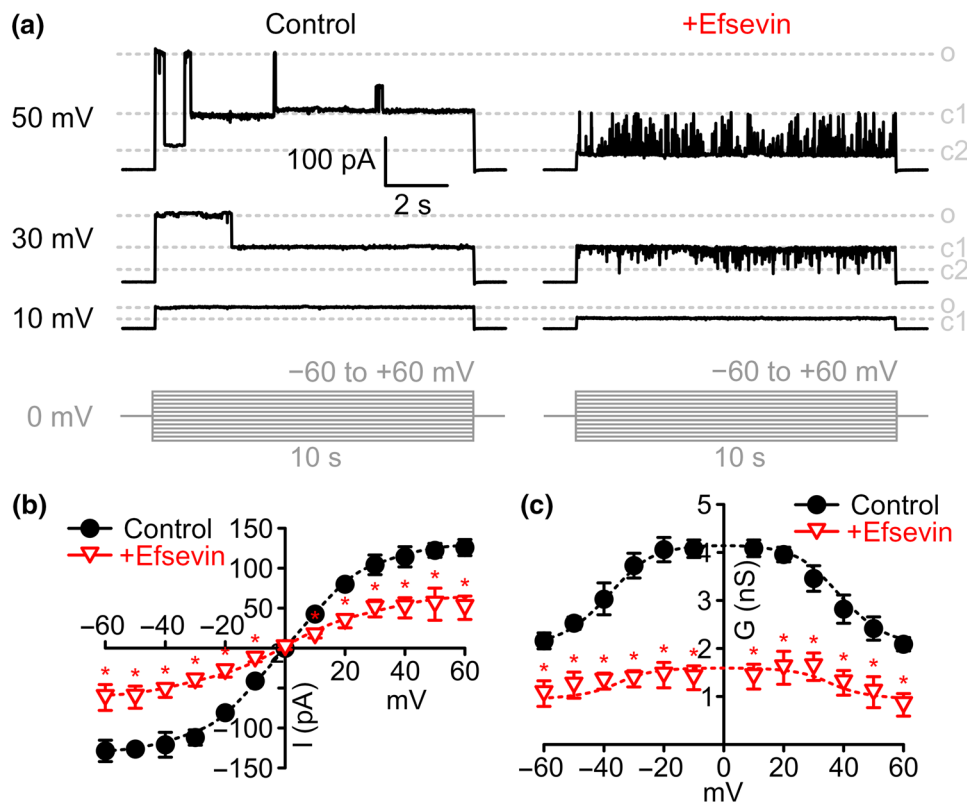 (a) Control +Efsevin
50 mV
o
c1
c2
100 pA
2 s
30 mV
o
c1
c2
10 mV
o
c1
−60 to +60 mV −60 to +60 mV
0 mV
10 s 10 s
(b)
Control
+Efsevin
150
100
50
−60 −40 −20
* * * * * * * * * * * *
20 40 60
mV
I (pA)
−100
−150
(c)
Control
+Efsevin
5
4
3
2
1
G (nS)
* * * * * * * * * * * *
−60 −40 −20 0 20 40 60
mV